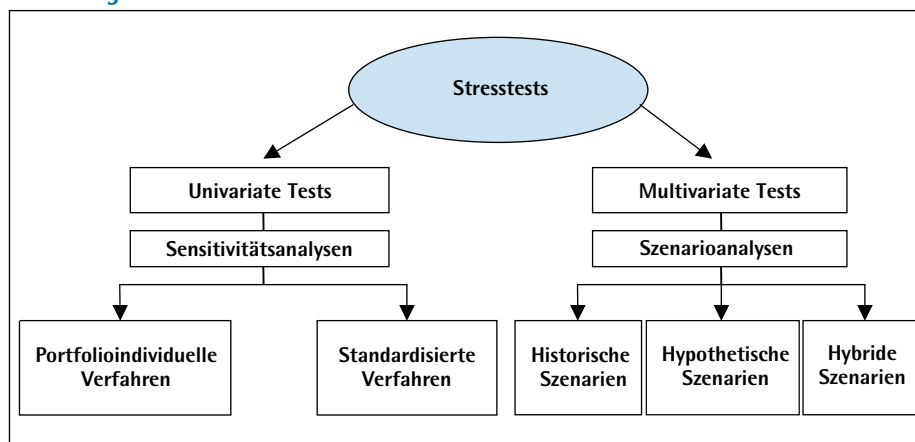 Stresstests
Univariate Tests
Multivariate Tests
Sensitivitätsanalysen
Szenarioanalysen
Portfolioindividuelle
Verfahren
Standardisierte
Verfahren
Historische
Szenarien
Hypothetische
Szenarien
Hybride
Szenarien